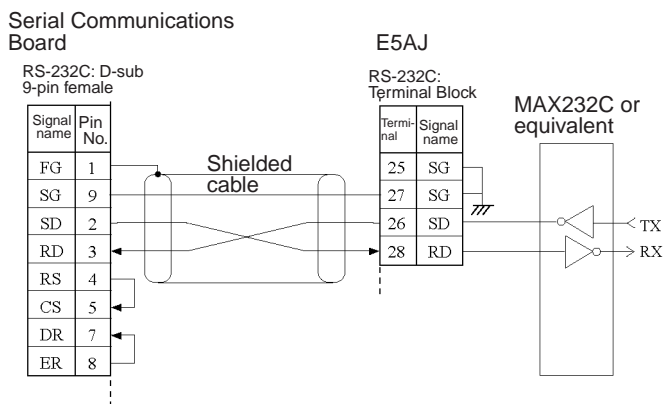 Serial Communications
Board
E5AJ
RS-232C: D-sub
9-pin female
RS-232C:
Terminal Block
MAX232C or
equivalent
Signal name Pin No.
FG 1
SG 9
SD 2
RD 3
RS 4
CS 5
DR 7
ER 8
Shielded
cable
Termi-nal Signal name
25 SG
27 SG
26 SD
28 RD
TX
RX